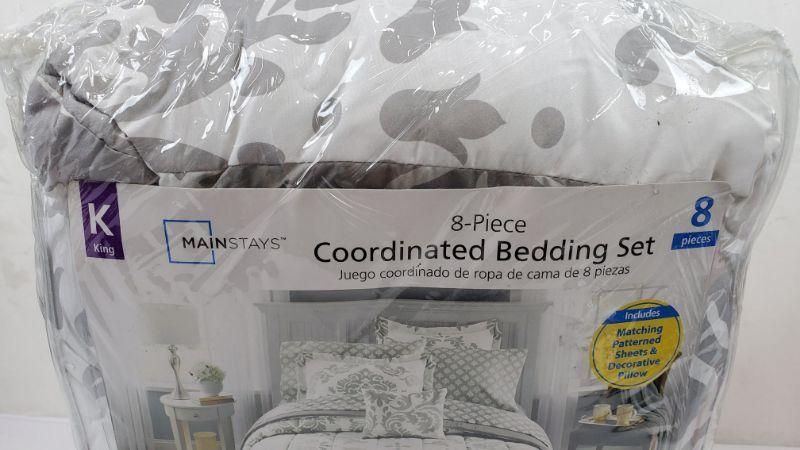 K
King
MAINSTAYS™
8-Piece
Coordinated Bedding Set
Juego coordinado de ropa de cama de 8 piezas
8
pieces
Includes
Matching
Patterned
Sheets &
Decorative
Pillow